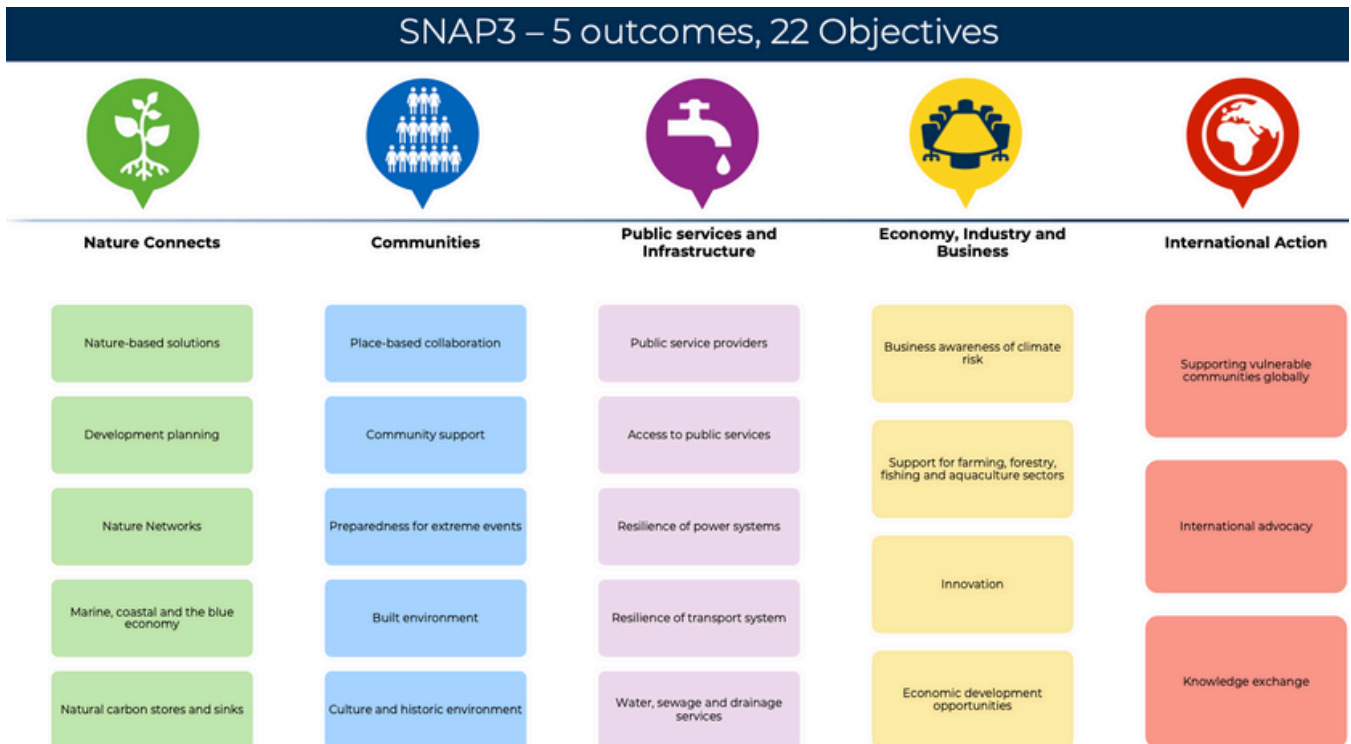 SNAP3 – 5 outcomes, 22 Objectives
Nature Connects
Communities
Public services and
Infrastructure
Economy, Industry and
Business
International Action
Nature-based solutions
Development planning
Nature Networks
Marine, coastal and the blue
economy
Natural carbon stores and sinks
Place-based collaboration
Community support
Preparedness for extreme events
Built environment
Culture and historic environment
Public service providers
Access to public services
Resilience of power systems
Resilience of transport system
Water, sewage and drainage
services
Business awareness of climate
risk
Support for farming, forestry,
fishing and aquaculture sectors
Innovation
Economic development
opportunities
Supporting vulnerable
communities globally
International advocacy
Knowledge exchange